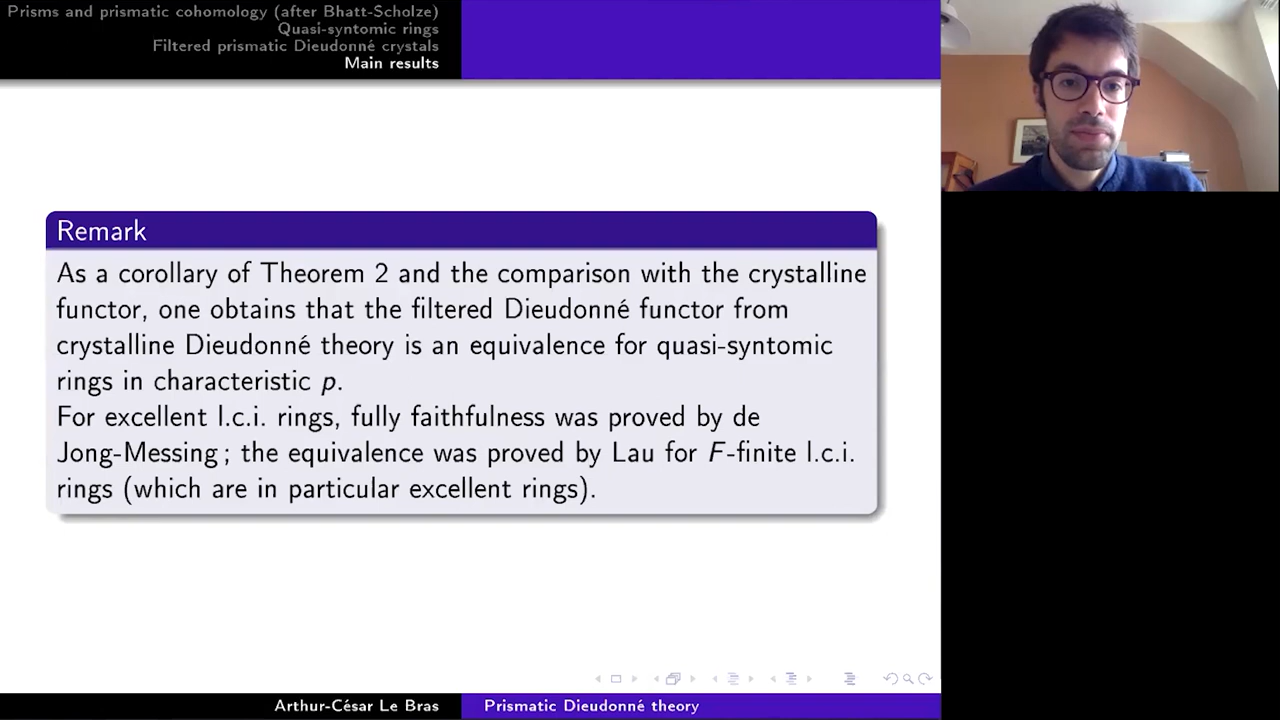 Prisms and prismatic cohomology (after Bhatt-Scholze)
Quasi-syntomic rings
Filtered prismatic Dieudonné crystals
Main results
Remark
As a corollary of Theorem 2 and the comparison with the crystalline
functor, one obtains that the filtered Dieudonné functor from
crystalline Dieudonné theory is an equivalence for quasi-syntomic
rings in characteristic p.
For excellent l.c.i. rings, fully faithfulness was proved by de
Jong-Messing ; the equivalence was proved by Lau for F-finite l.c.i.
rings (which are in particular excellent rings).
Arthur-César Le Bras
Prismatic Dieudonné theory